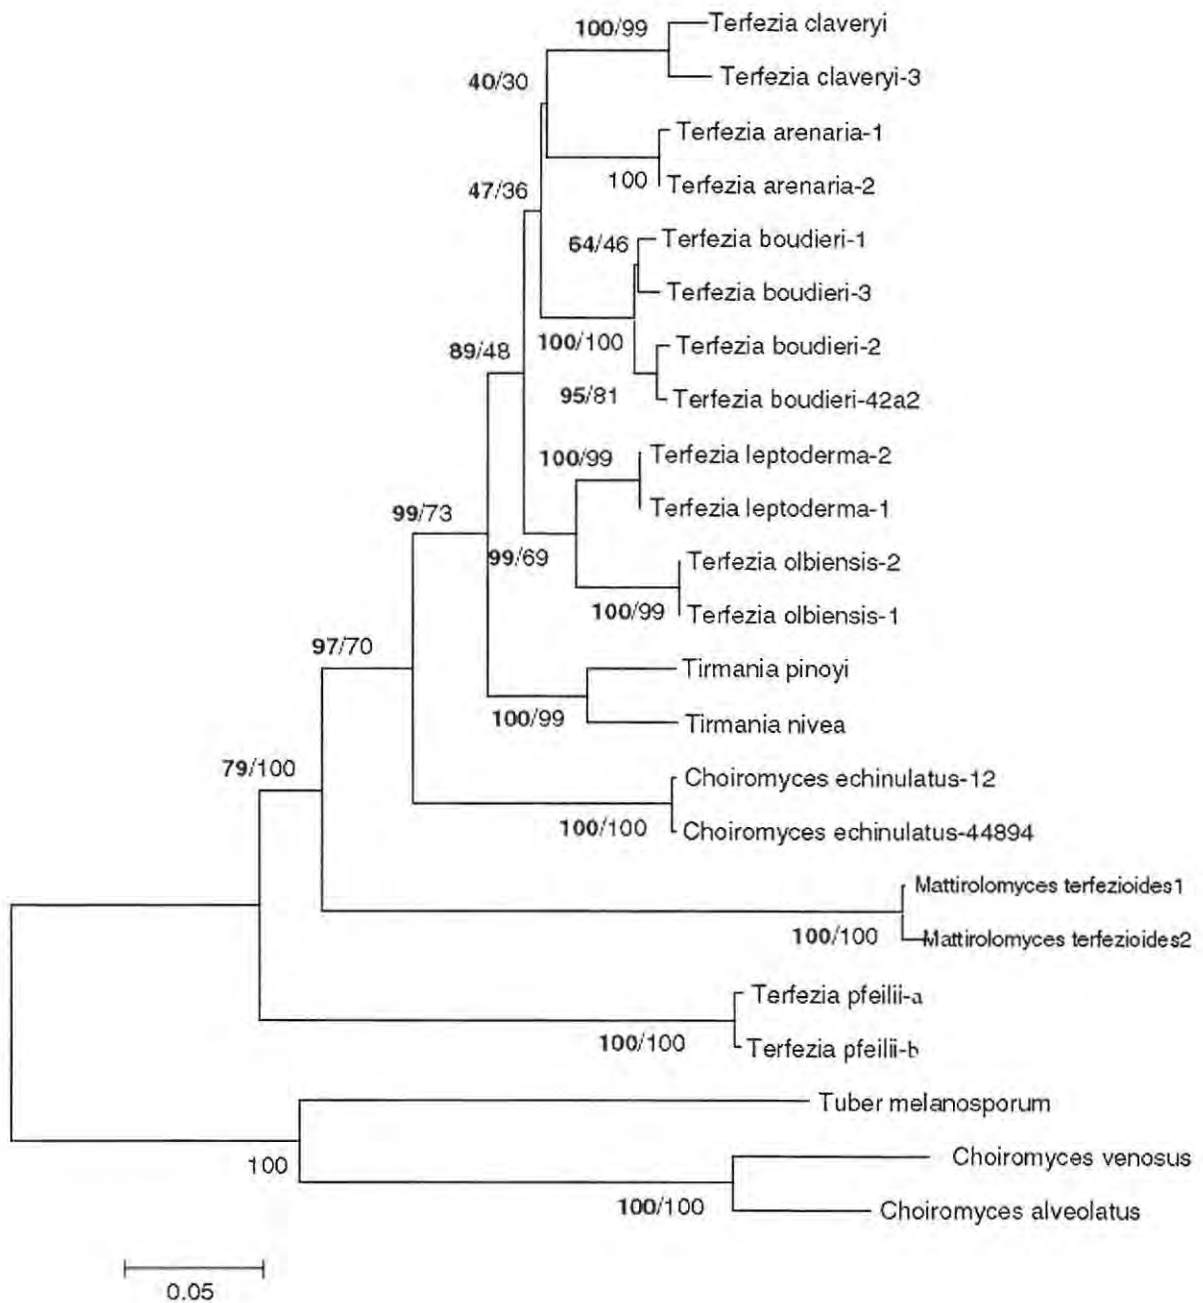 100/99
Terfezia claveryi
40/30
Terfezia claveryi-3
Terfezia arenaria-1
100
Terfezia arenaria-2
47/36
64/46
Terfezia boudieri-1
Terfezia boudieri-3
89/48
100/100
Terfezia boudieri-2
95/81
Terfezia boudieri-42a2
100/99
Terfezia leptoderma-2
Terfezia leptoderma-1
99/73
99/69
Terfezia olbiensis-2
100/99
Terfezia olbiensis-1
97/70
Tirmania pinoyi
100/99
Tirmania nivea
79/100
Choiromyces echinulatus-12
100/100
Choiromyces echinulatus-44894
Mattirolomyces terfezioides1
100/100
Mattirolomyces terfezioides2
Terfezia pfeilii-a
100/100
Terfezia pfeilii-b
Tuber melanosporum
100
Choiromyces venosus
100/100
Choiromyces alveolatus
0.05